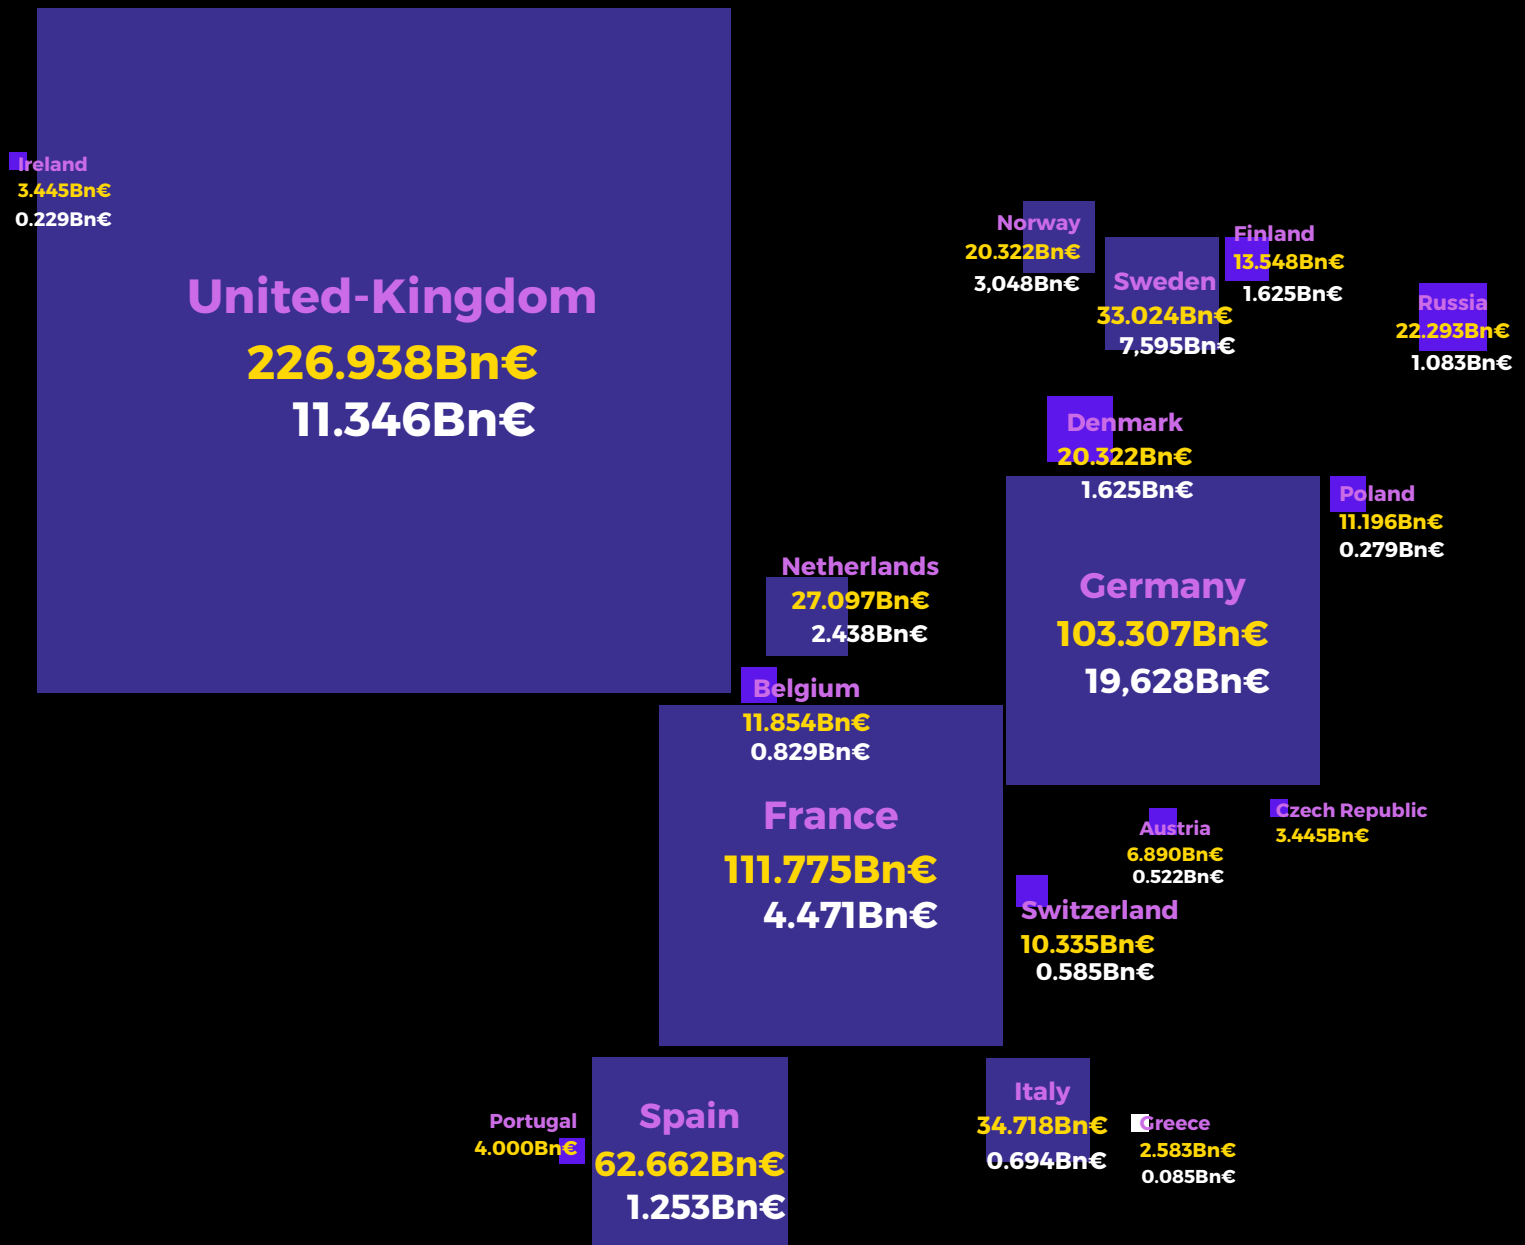 Ireland
3.445Bn€
0.229Bn€
United-Kingdom
226.938Bn€
11.346Bn€
Norway
20.322Bn€
3,048Bn€
Sweden
33.024Bn€
7,595Bn€
Finland
13.548Bn€
1.625Bn€
Russia
22.293Bn€
1.083Bn€
Denmark
20.322Bn€
1.625Bn€
Poland
11.196Bn€
0.279Bn€
Netherlands
27.097Bn€
2.438Bn€
Germany
103.307Bn€
19,628Bn€
Belgium
11.854Bn€
0.829Bn€
France
111.775Bn€
4.471Bn€
Austria
6.890Bn€
0.522Bn€
Czech Republic
3.445Bn€
Switzerland
10.335Bn€
0.585Bn€
Portugal
4.000Bn€
Spain
62.662Bn€
1.253Bn€
Italy
34.718Bn€
0.694Bn€
Greece
2.583Bn€
0.085Bn€